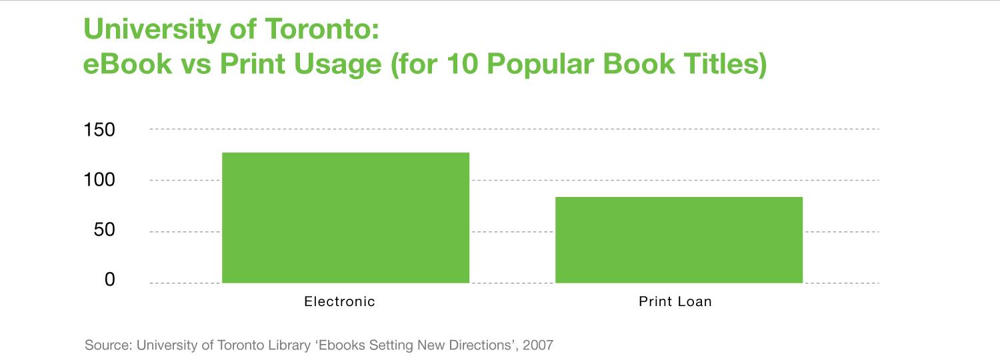 University of Toronto:
eBook vs Print Usage (for 10 Popular Book Titles)
150
100
50
0
Electronic
Print Loan
Source: University of Toronto Library ‘Ebooks Setting New Directions’, 2007